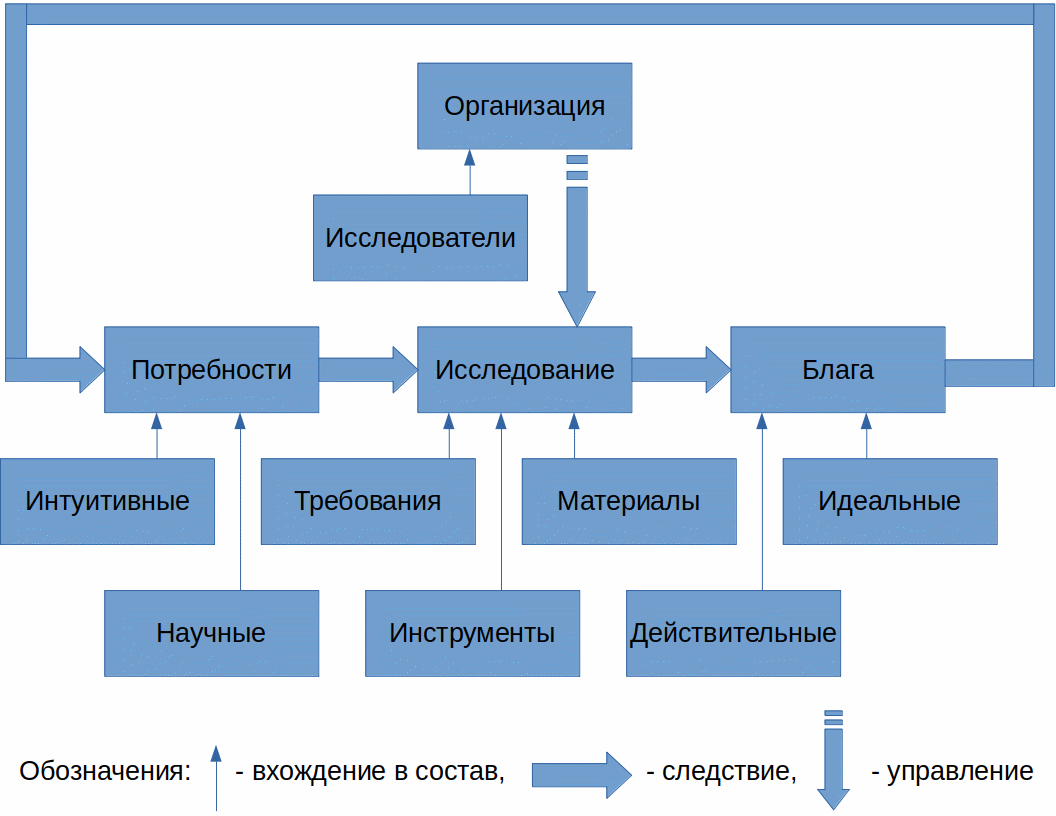 Организация
Исследователи
Потребности Исследование Блага
Интуитивные Требования Материалы Идеальные
Научные Инструменты Действительные
Обозначения: - вхождение в состав, - следствие, - управление